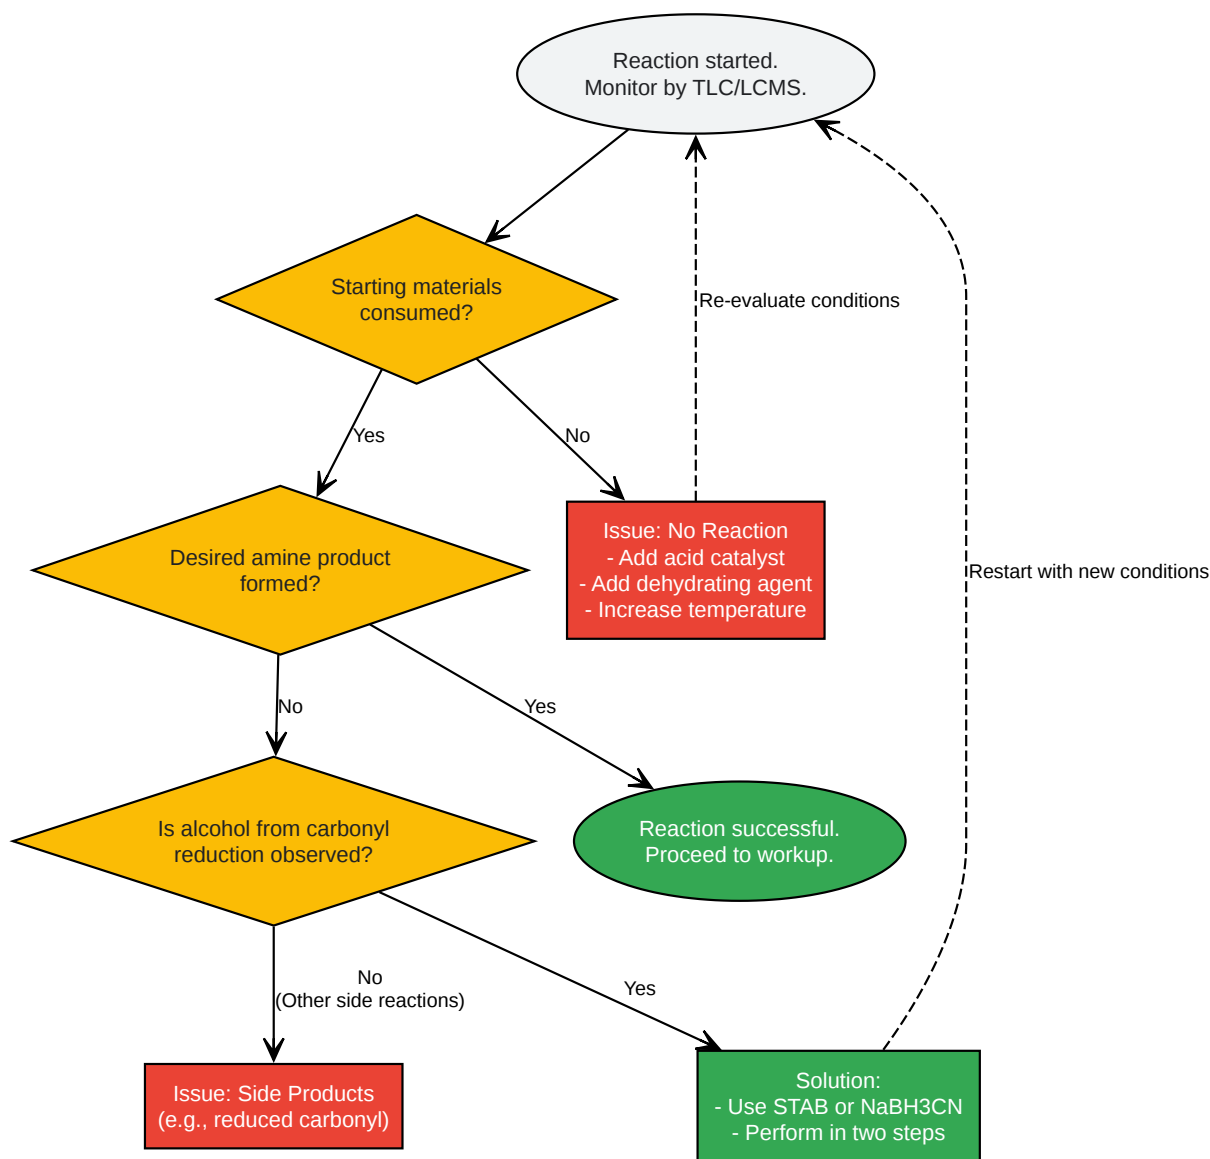 Reaction started.
Monitor by TLC/LCMS.
Starting materials
consumed?
Re-evaluate conditions
Yes
No
Issue: No Reaction
- Add acid catalyst
- Add dehydrating agent
- Increase temperature
Desired amine product
formed?
Restart with new conditions
No
Yes
Is alcohol from carbonyl
reduction observed?
Reaction successful.
Proceed to workup.
No
(Other side reactions)
Yes
Issue: Side Products
(e.g., reduced carbonyl)
Solution:
- Use STAB or NaBH3CN
- Perform in two steps